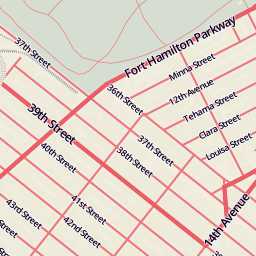 37th Street
Fort Hamilton Parkway
Minna Street
36th Street
12th Avenue
39th Street
Tehama Street
Clara Street
37th Street
Louisa Street
40th Street
38th Street
41st Street
43rd Street
42nd Street
14th Avenue